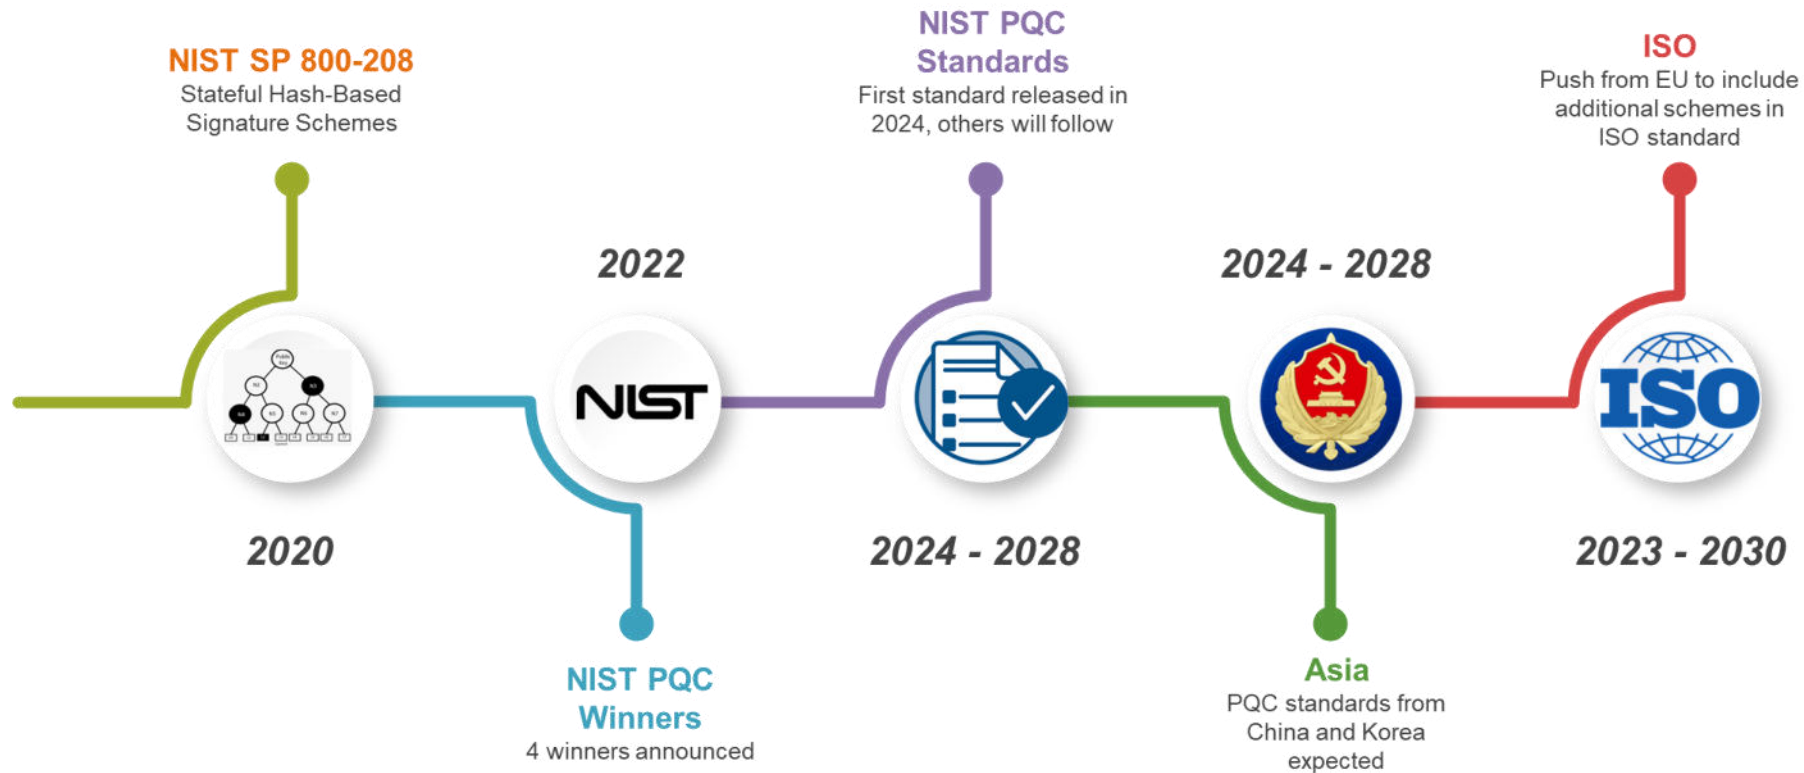 NIST SP 800-208
Stateful Hash-Based
Signature Schemes
2020
2022
NIST
NIST PQC
Winners
4 winners announced
NIST PQC
Standards
First standard released in
2024, others will follow
2024 - 2028
2024 - 2028
Asia
PQC standards from
China and Korea
expected
ISO
Push from EU to include
additional schemes in
ISO standard
ISO
2023 - 2030